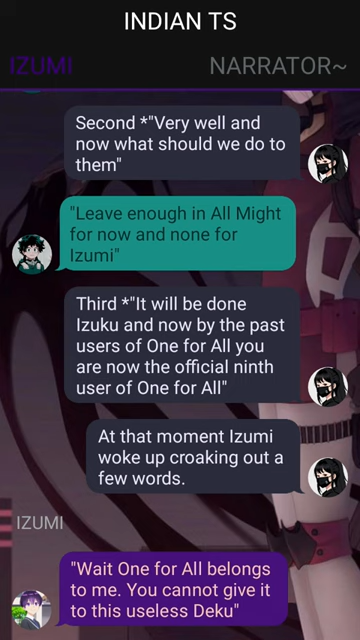 INDIAN TS
IZUMI
NARRATOR~
Second *"Very well and
now what should we do to
them"
"Leave enough in All Might
for now and none for
Izumi"
Third *"It will be done
Izuku and now by the past
users of One for All you
are now the official ninth
user of One for All"
At that moment Izumi
woke up croaking out a
few words.
IZUMI
"Wait One for All belongs
to me. You cannot give it
to this useless Deku"